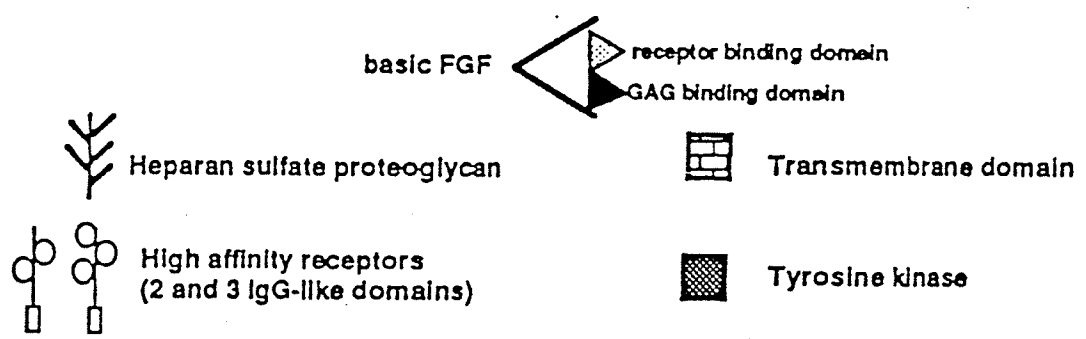 basic FGF
receptor binding domain
GAG binding domain
Heparan sulfate proteoglycan
Transmembrane domain
High affinity receptors
(2 and 3 IgG-like domains)
Tyrosine kinase